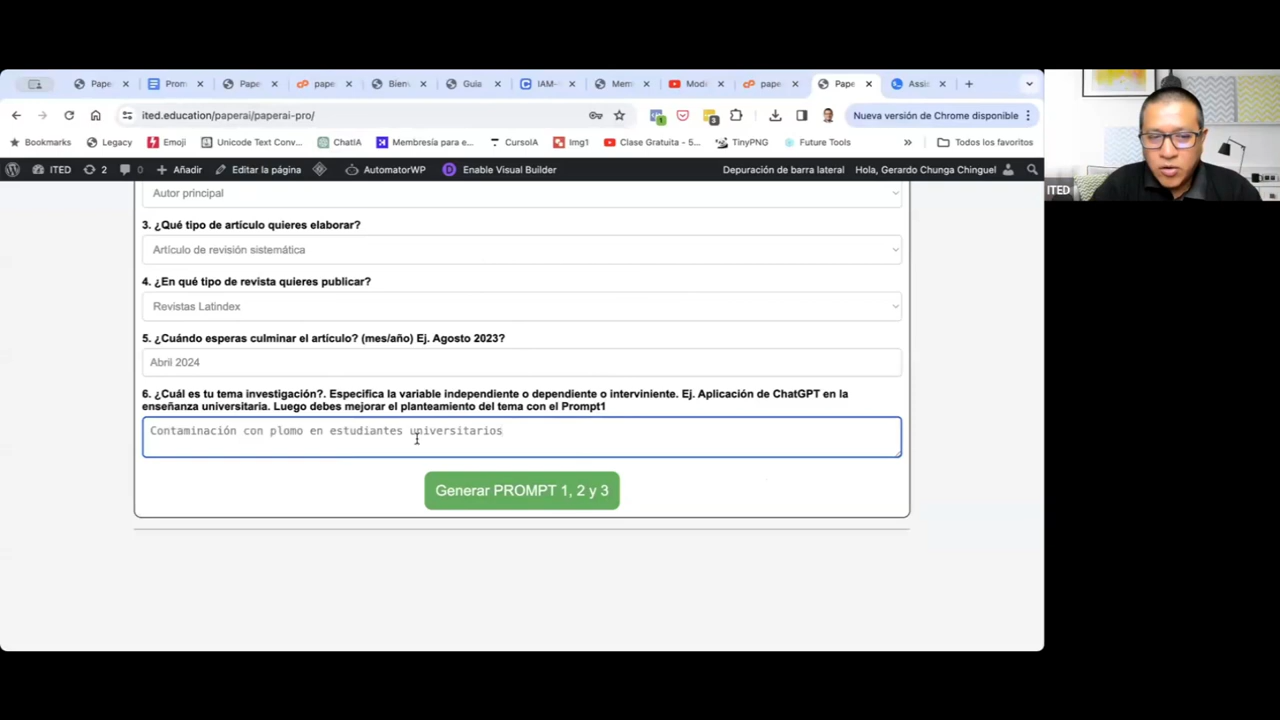 Pape
Prom
Pape
pape
Bien
Guia
IAM-
Mem
Mod
pape
Pape
Assis
ited.education/paperai/paperai-pro/
Nueva versión de Chrome disponible
Bookmarks
Legacy
Emoji
Unicode Text Conv...
ChatIA
Membresía para e...
CursoIA
Img1
Clase Gratuita - 5...
TinyPNG
Future Tools
Todos los favoritos
ITED
2
0
Añadir
Editar la página
AutomatorWP
Enable Visual Builder
Depuración de barra lateral
Hola, Gerardo Chunga Chinguel
ITED
Autor principal
3. ¿Qué tipo de artículo quieres elaborar?
Artículo de revisión sistemática
4. ¿En qué tipo de revista quieres publicar?
Revistas Latindex
5. ¿Cuándo esperas culminar el artículo? (mes/año) Ej. Agosto 2023?
Abril 2024
6. ¿Cuál es tu tema investigación?. Especifica la variable independiente o dependiente o interviniente. Ej. Aplicación de ChatGPT en la
enseñanza universitaria. Luego debes mejorar el planteamiento del tema con el Prompt1
Contaminación con plomo en estudiantes universitarios
Generar PROMPT 1, 2 y 3